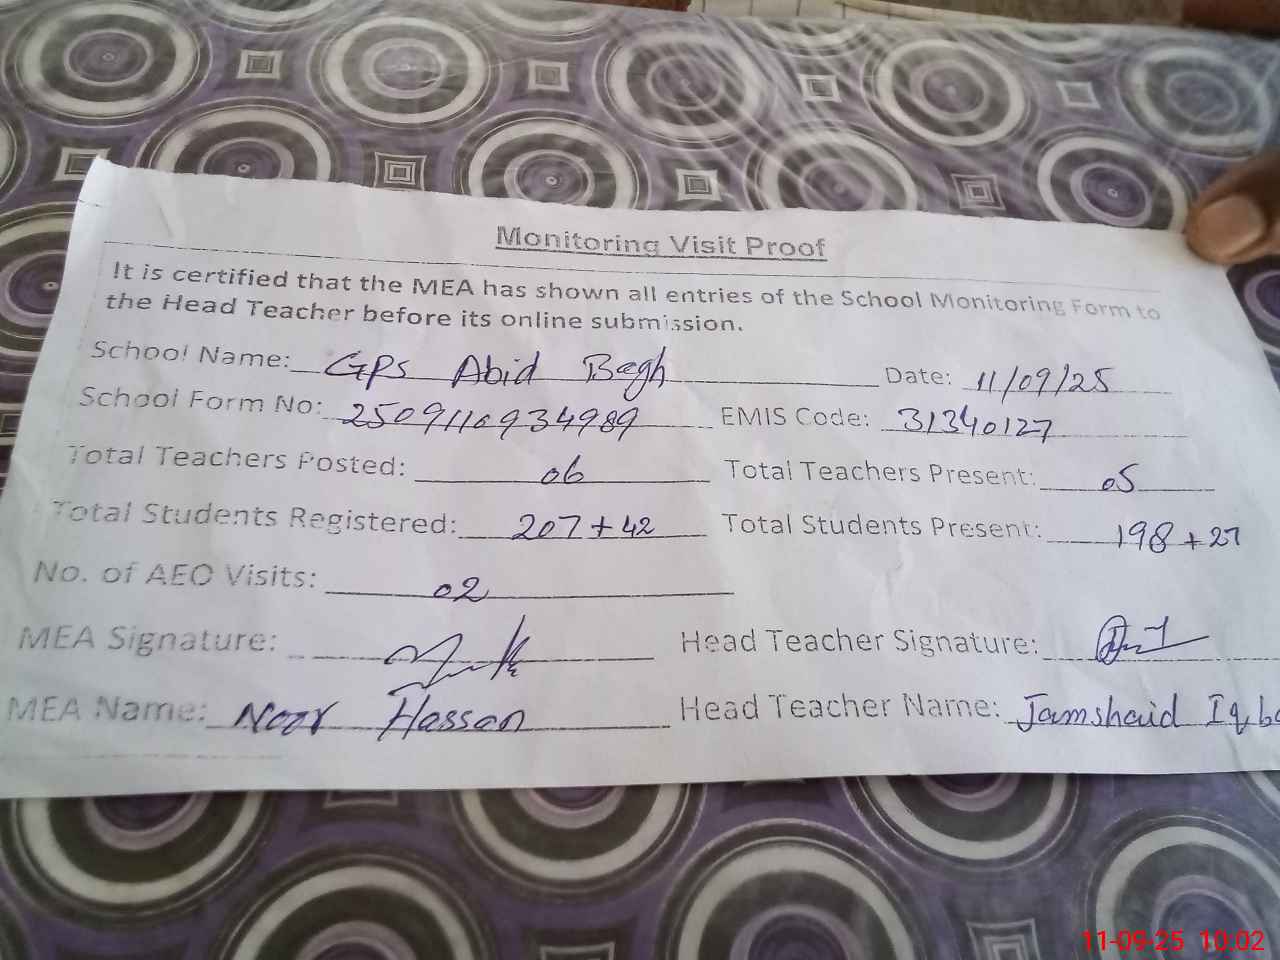 Monitoring Visit Proof
It is certified that the MEA has shown all entries of the School Monitoring Form to
the Head Teacher before its online submission.
School Name: GPS Abid Bagh Date: 11/09/25
School Form No: 2509110934989 EMIS Code: 31340127
Total Teachers Posted: 06 Total Teachers Present: 05
Total Students Registered: 207+42 Total Students Present: 198+27
No. of AEO Visits: 02
MEA Signature: Head Teacher Signature:
MEA Name: Noor Hassan Head Teacher Name: Jamshaid Iqba
11-09-25 10:02